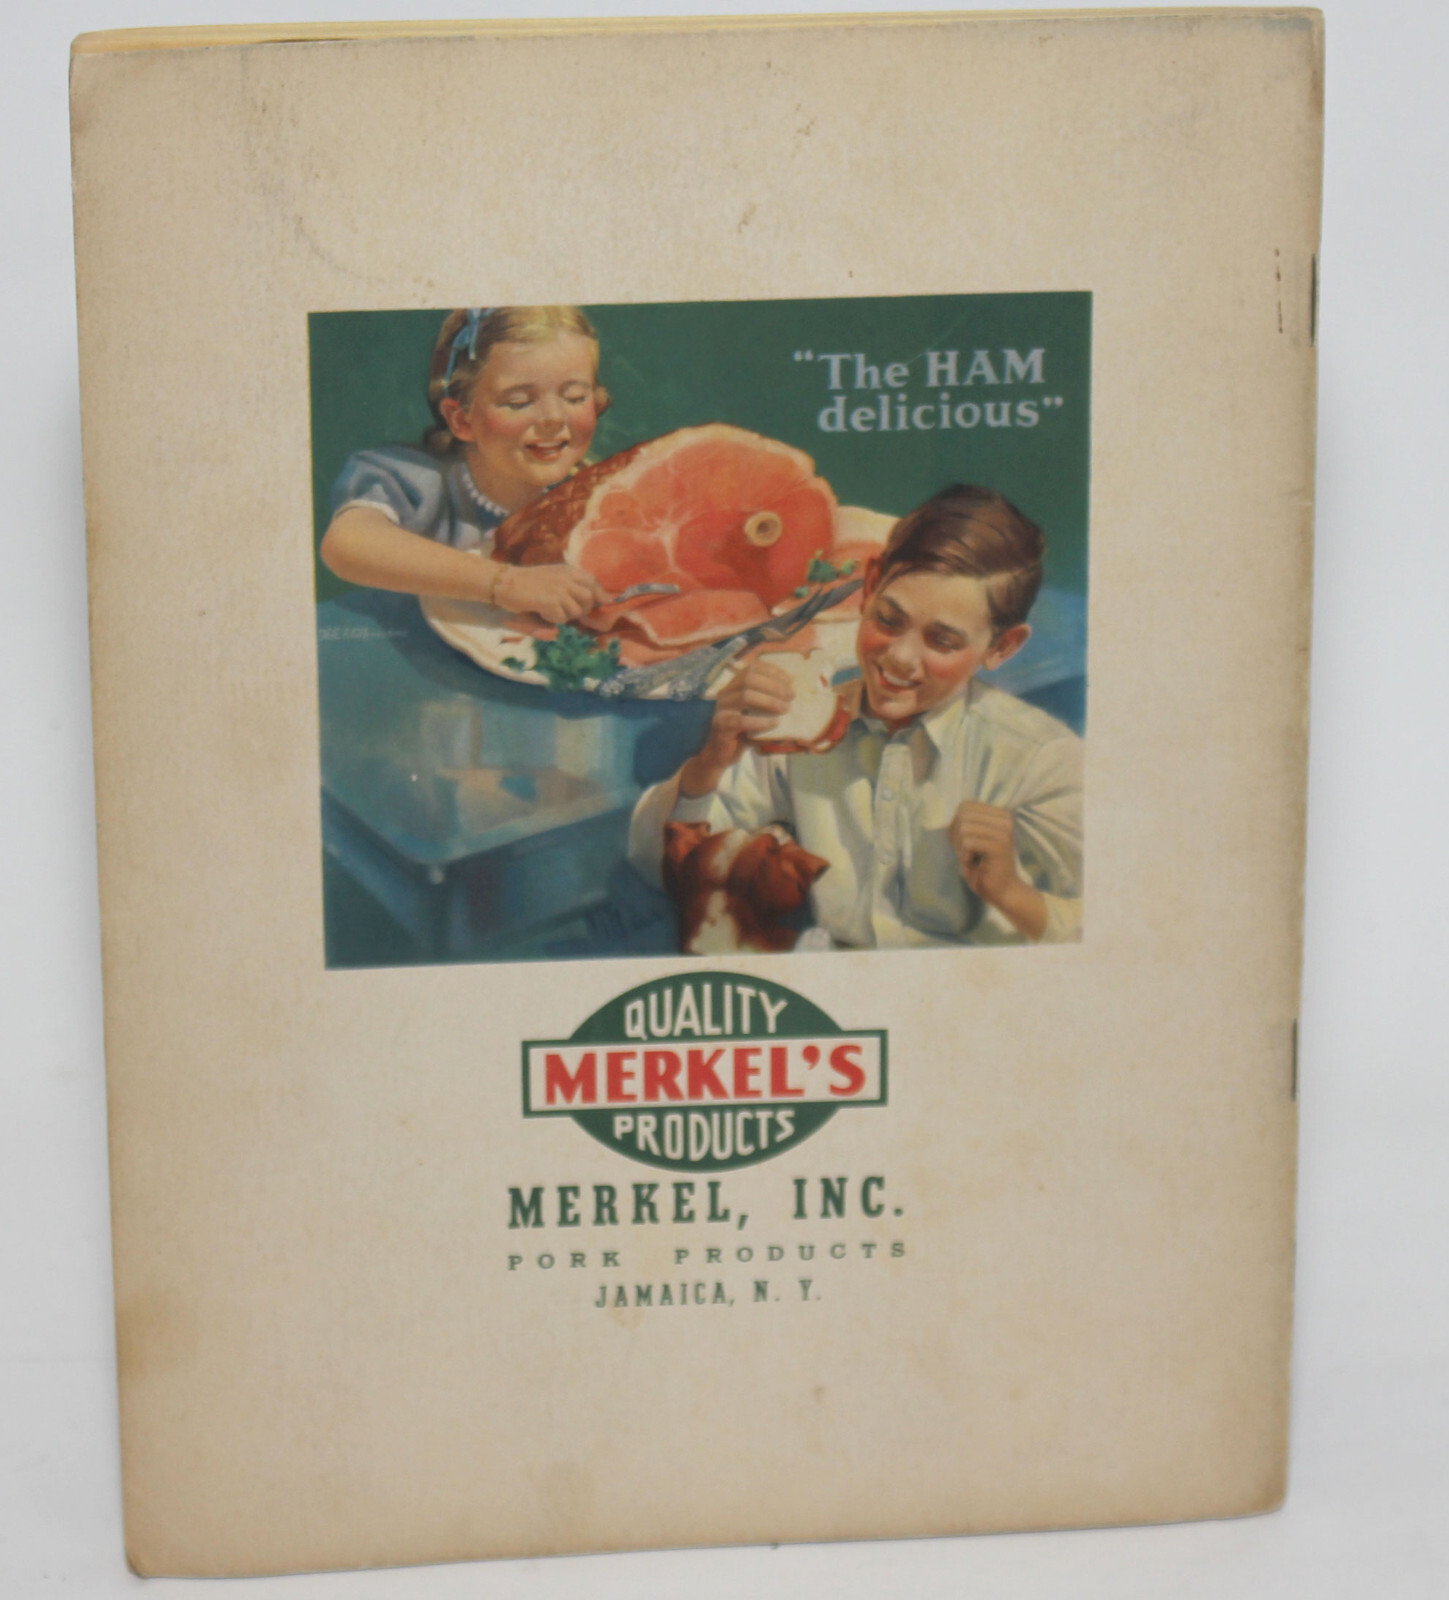 “The HAM
delicious”
QUALITY
MERKEL’S
PRODUCTS
MERKEL, INC.
PORK PRODUCTS
JAMAICA, N. Y.